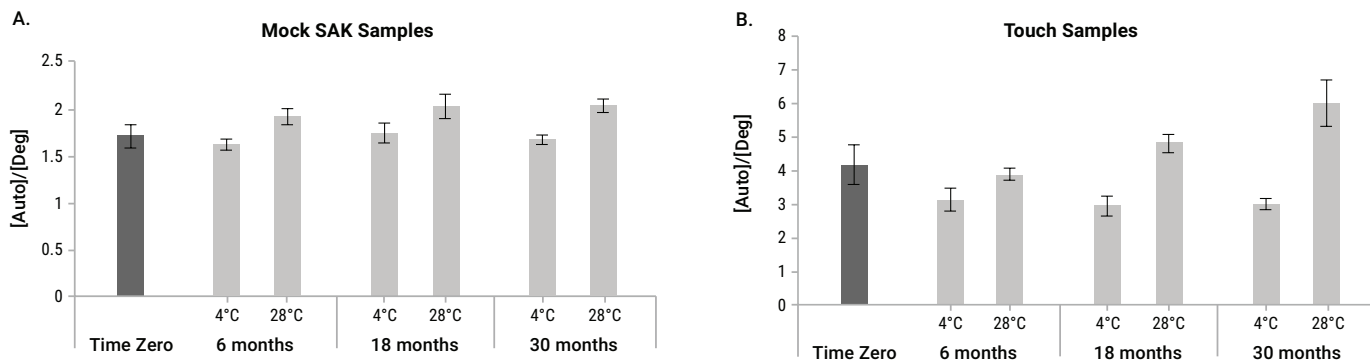 A.
Mock SAK Samples
[Auto]/[Deg]
2.5
2
1.5
1
0.5
0
4°C 28°C 4°C 28°C 4°C 28°C
Time Zero 6 months 18 months 30 months
B.
Touch Samples
[Auto]/[Deg]
8
7
6
5
4
3
2
1
0
4°C 28°C 4°C 28°C 4°C 28°C
Time Zero 6 months 18 months 30 months